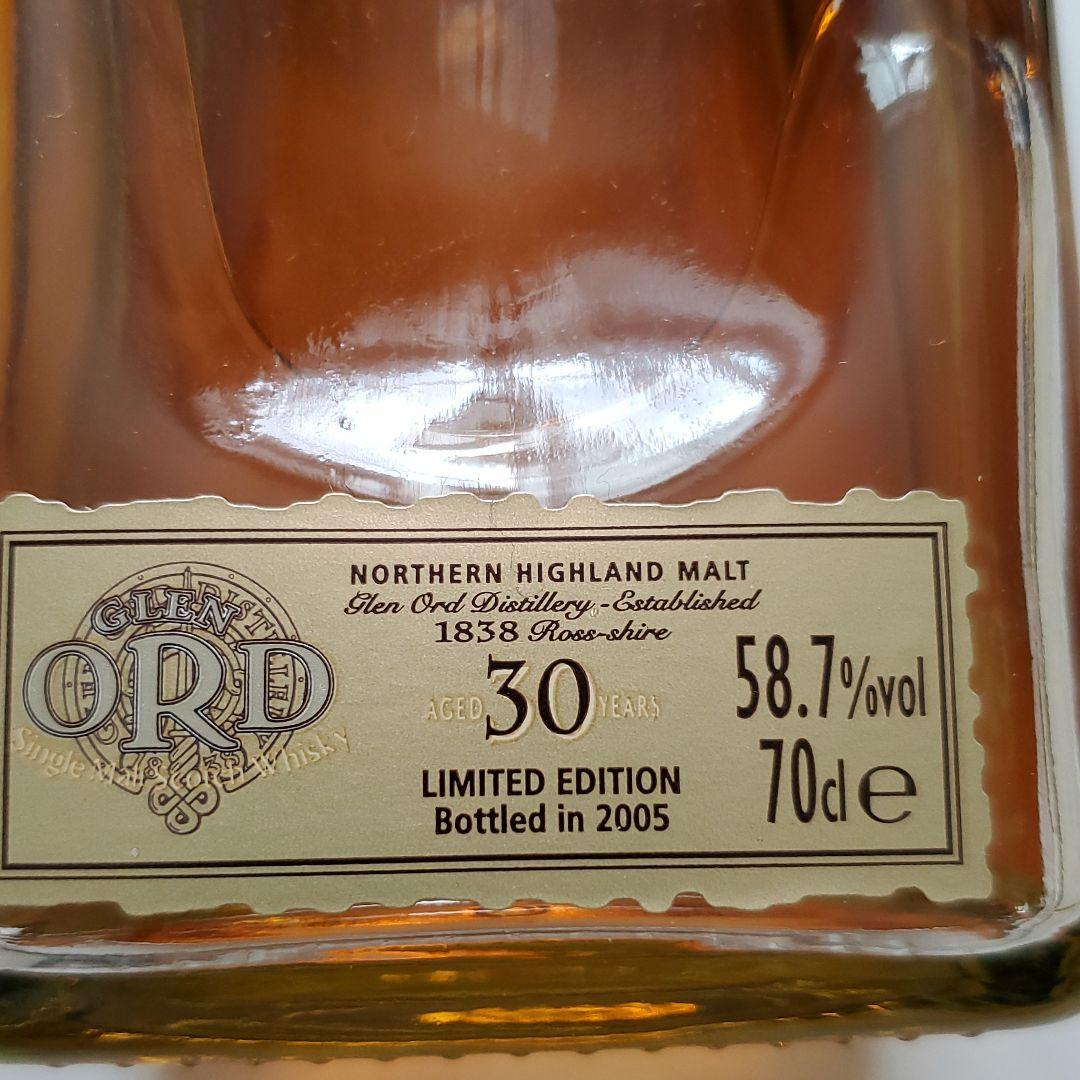 GLEN
ORD
Single Malt Scotch Whisky
1838
NORTHERN HIGHLAND MALT
Glen Ord Distillery,-Established
1838 Ross-shire
AGED 30 YEARS
LIMITED EDITION
Bottled in 2005
58.7%vol
70cl e